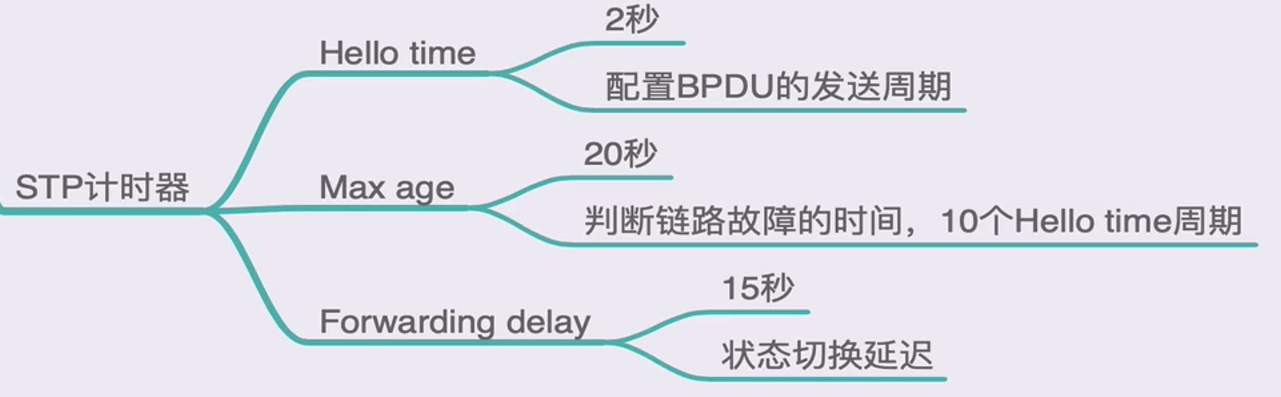 STP计时器
Hello time
2秒
配置BPDU的发送周期
Max age
20秒
判断链路故障的时间，10个Hello time周期
Forwarding delay
15秒
状态切换延迟